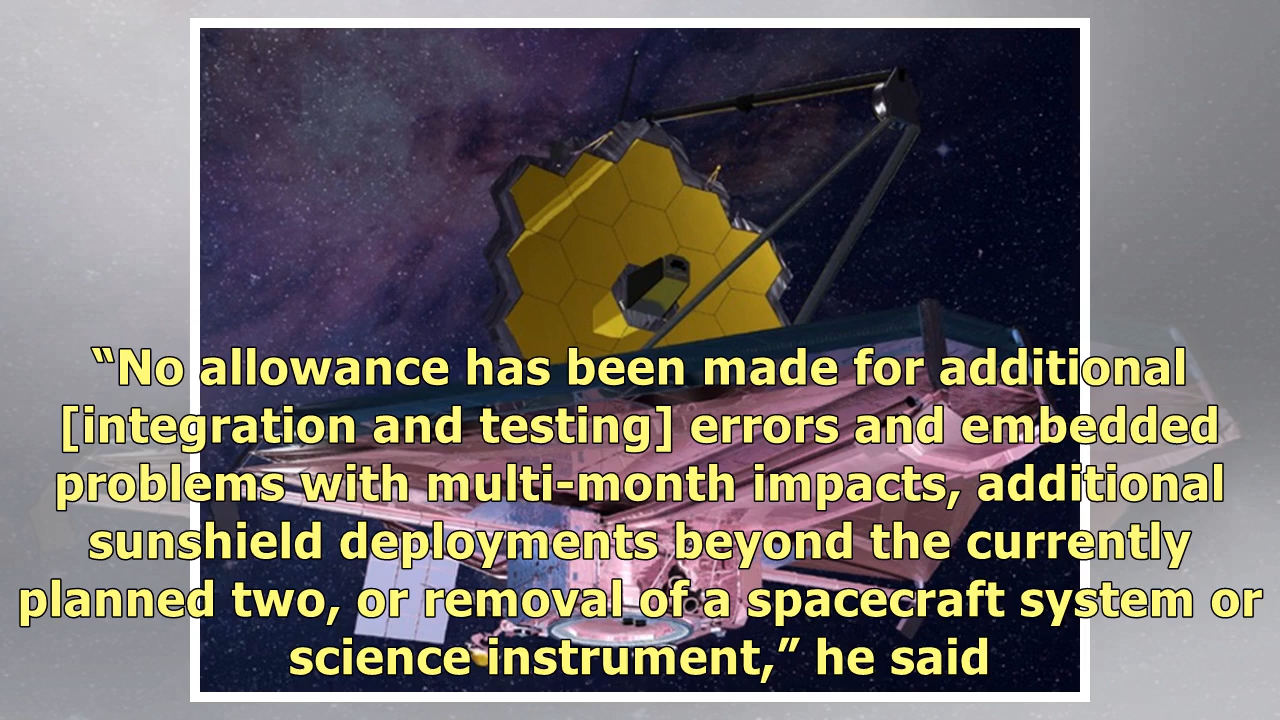 “No allowance has been made for additional
[integration and testing] errors and embedded
problems with multi-month impacts, additional
sunshield deployments beyond the currently
planned two, or removal of a spacecraft system or
science instrument,” he said